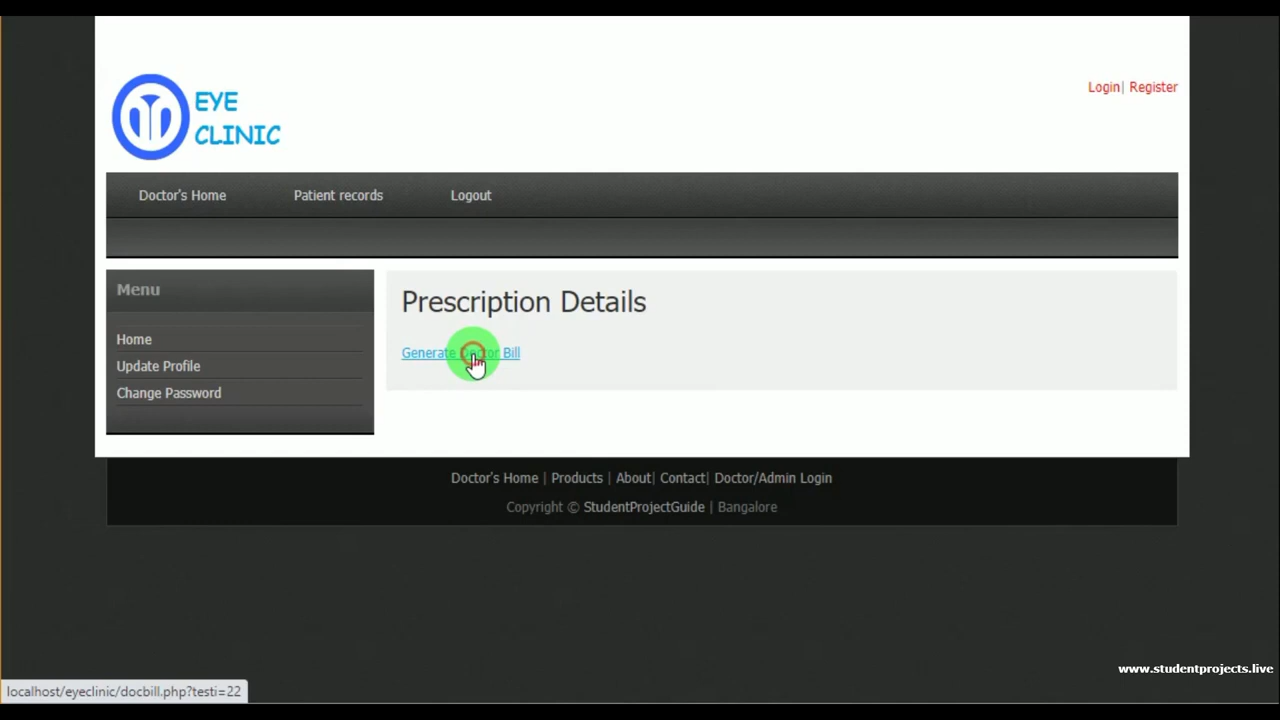 EYE
CLINIC
Login| Register
Doctor's Home Patient records Logout
Menu
Home
Update Profile
Change Password
Prescription Details
Generate Doctor Bill
Doctor's Home | Products | About| Contact| Doctor/Admin Login
Copyright © StudentProjectGuide | Bangalore
www.studentprojects.live
localhost/eyeclinic/docbill.php?testi=22